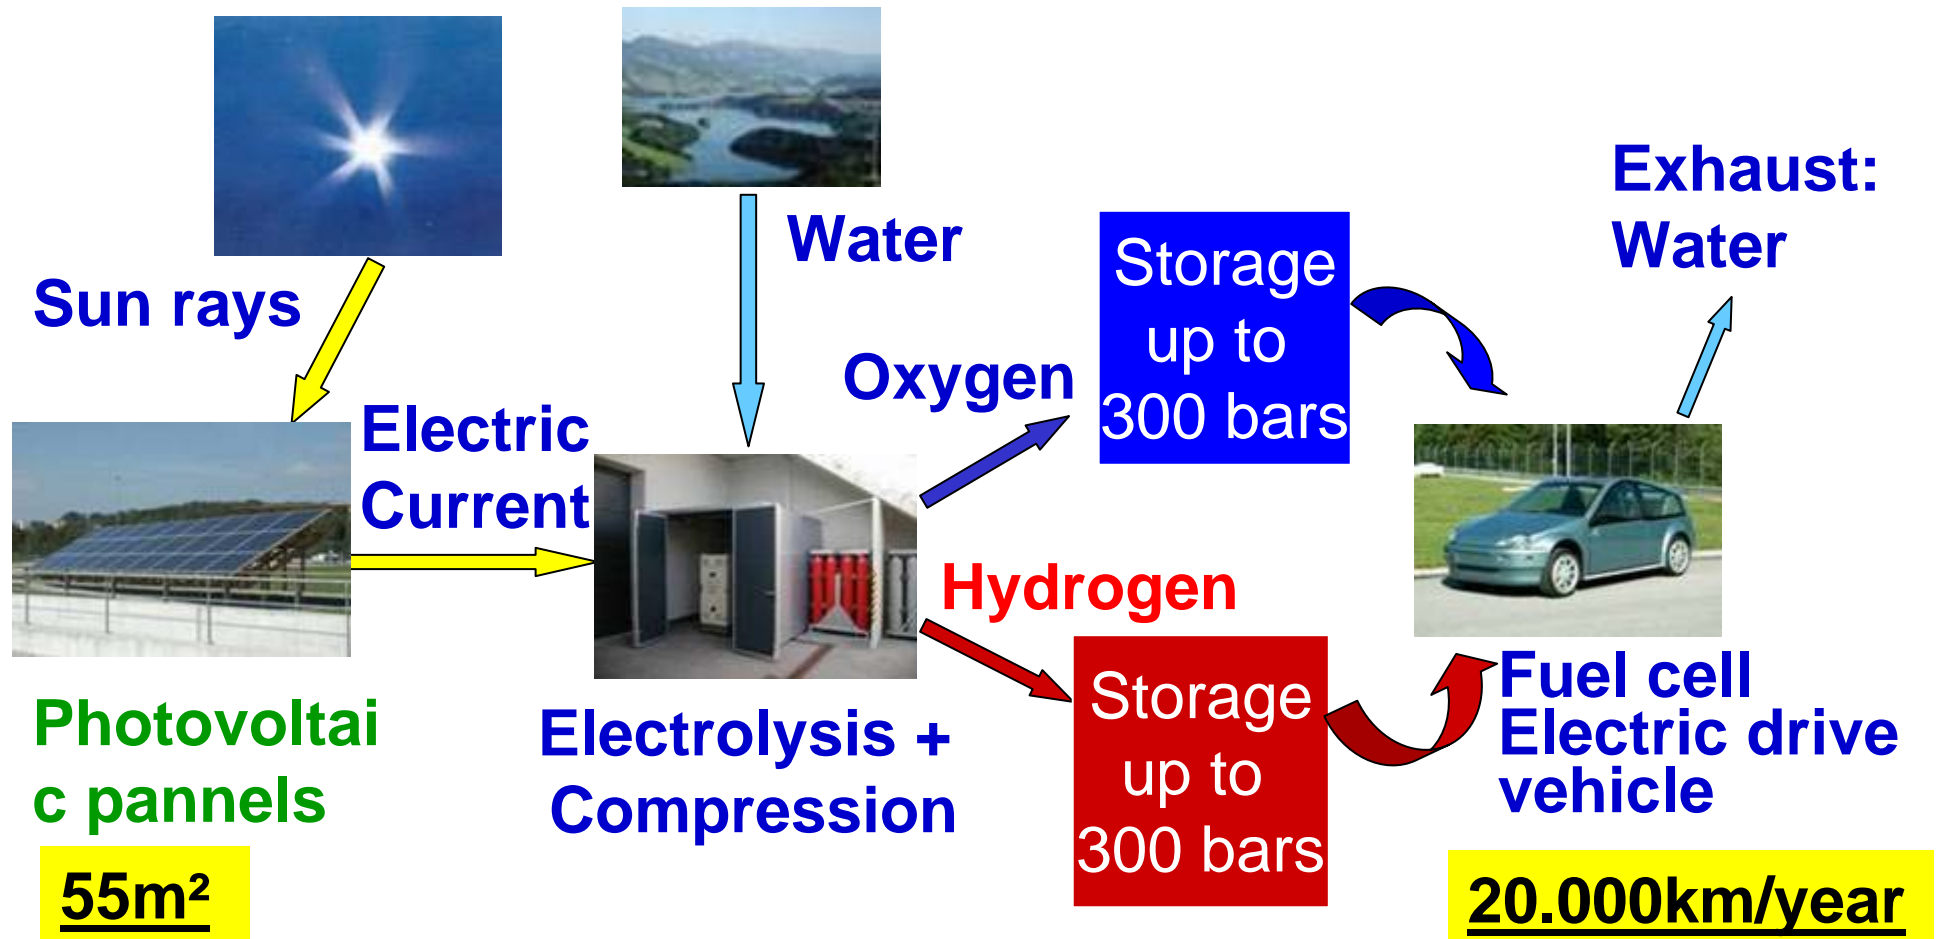 Sun rays
Water
Exhaust:
Water
Storage
up to
300 bars
Oxygen
Electric
Current
Hydrogen
Storage
up to
300 bars
Photovoltai
c pannels
55m²
Electrolysis +
Compression
Fuel cell
Electric drive
vehicle
20.000km/year